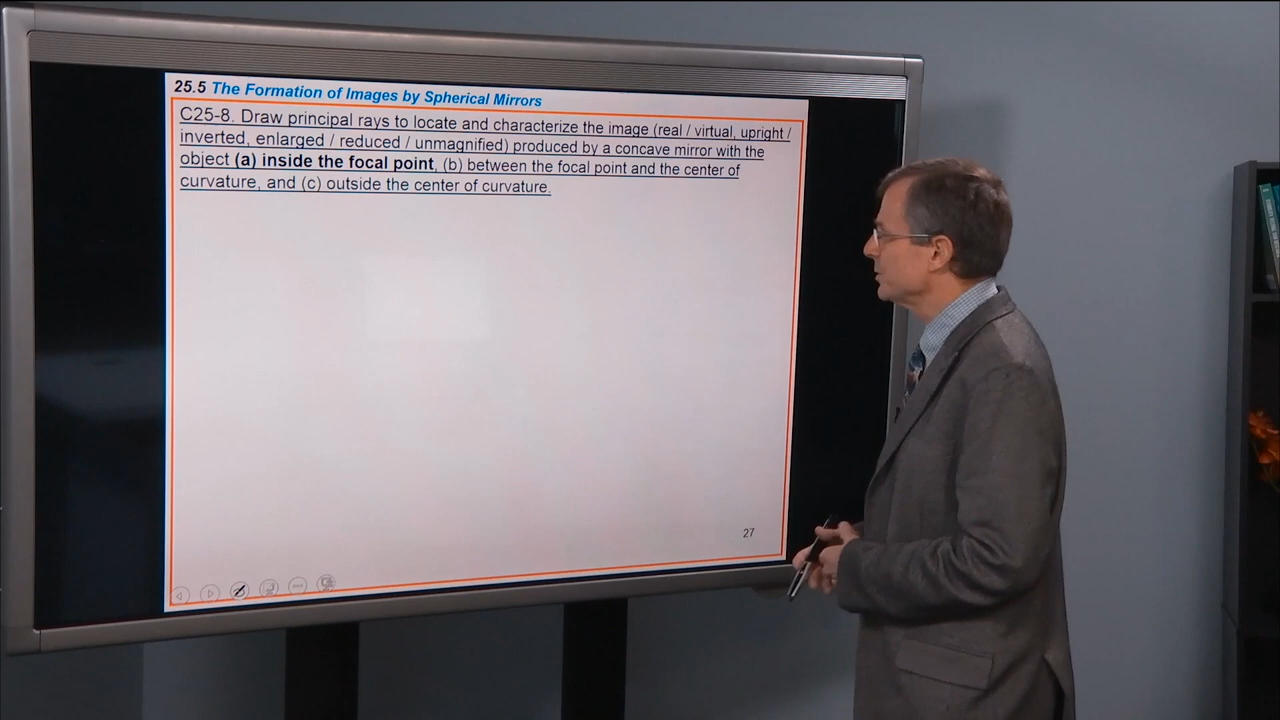 25.5 The Formation of Images by Spherical Mirrors
C25-8. Draw principal rays to locate and characterize the image (real / virtual, upright /
inverted, enlarged / reduced / unmagnified) produced by a concave mirror with the
object (a) inside the focal point, (b) between the focal point and the center of
curvature, and (c) outside the center of curvature.
27